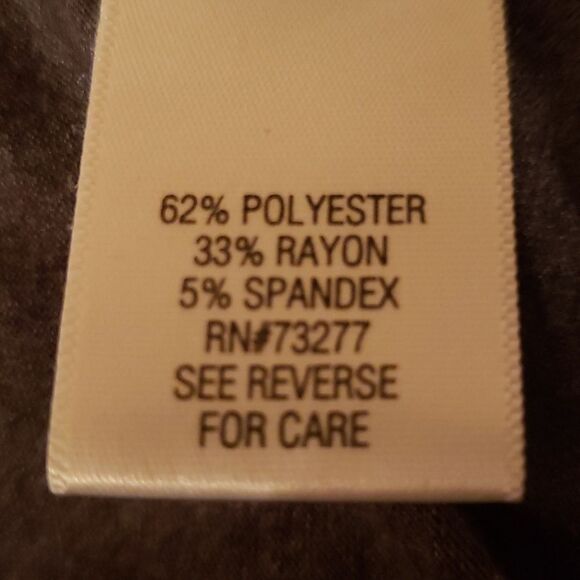 62% POLYESTER
33% RAYON
5% SPANDEX
RN#73277
SEE REVERSE
FOR CARE